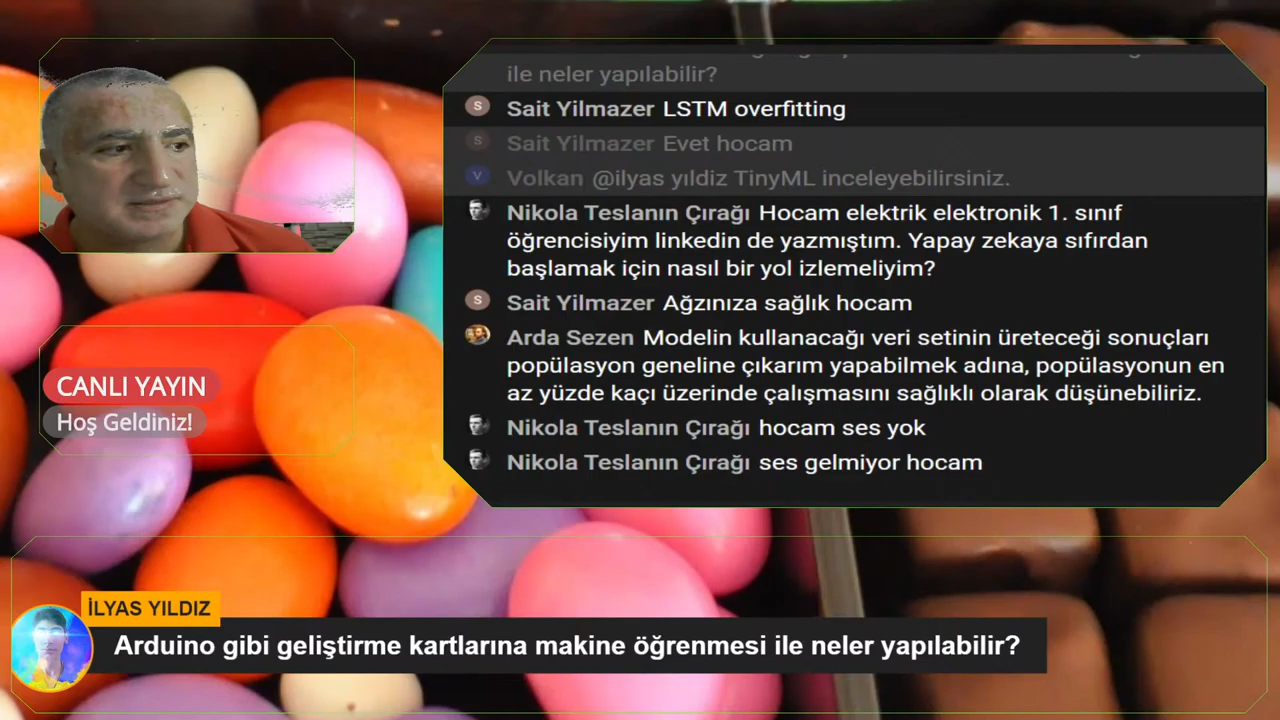 ile neler yapılabilir?
Sait Yilmazer LSTM overfitting
Sait Yilmazer Evet hocam
Volkan @ilyas yıldız TinyML inceleyebilirsiniz.
Nikola Teslanın Çırağı Hocam elektrik elektronik 1. sınıf
öğrencisiyim linkedin de yazmıştım. Yapay zekaya sıfırdan
başlamak için nasıl bir yol izlemeliyim?
Sait Yilmazer Ağzınıza sağlık hocam
Arda Sezen Modelin kullanacağı veri setinin üreteceği sonuçları
popülasyon geneline çıkarım yapabilmek adına, popülasyonun en
az yüzde kaçı üzerinde çalışmasını sağlıklı olarak düşünebiliriz.
Nikola Teslanın Çırağı hocam ses yok
Nikola Teslanın Çırağı ses gelmiyor hocam
CANLI YAYIN
Hoş Geldiniz!
İLYAS YILDIZ
Arduino gibi geliştirme kartlarına makine öğrenmesi ile neler yapılabilir?